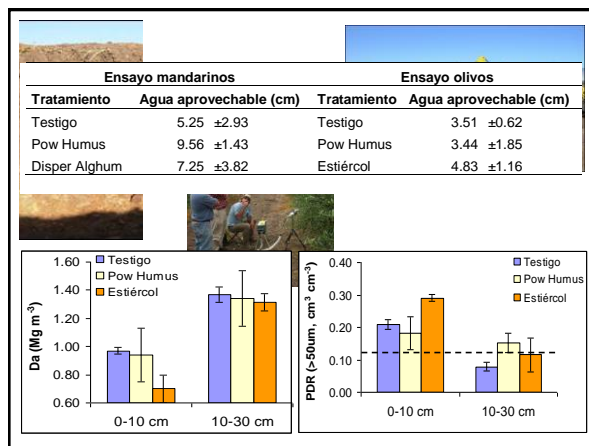 Ensayo mandarinos Ensayo olivos
Tratamiento Agua aprovechable (cm) Tratamiento Agua aprovechable (cm)
Testigo 5.25 ±2.93 Testigo 3.51 ±0.62
Pow Humus 9.56 ±1.43 Pow Humus 3.44 ±1.85
Disper Alghum 7.25 ±3.82 Estiércol 4.83 ±1.16
Da (Mg m⁻³)
1.60
1.40
1.20
1.00
0.80
0.60
Testigo
Pow Humus
Estiércol
0-10 cm 10-30 cm
PDR (>50um, cm³ cm⁻³)
0.40
0.30
0.20
0.10
0.00
Testigo
Pow Humus
Estiércol
0-10 cm 10-30 cm